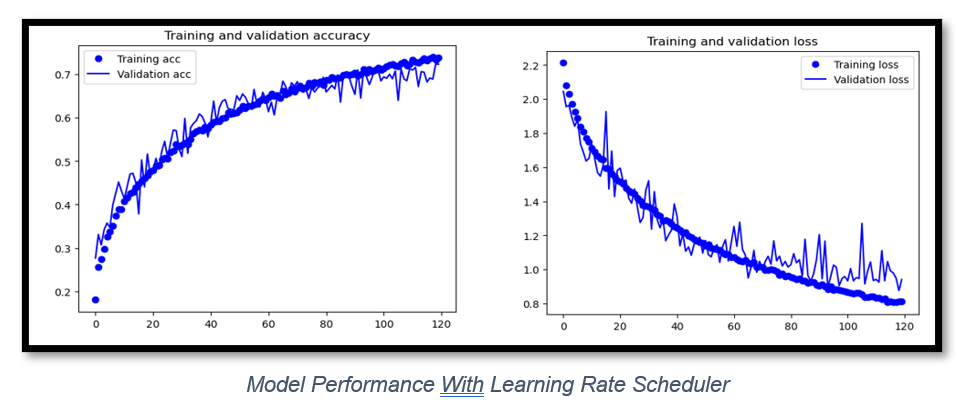 Training and validation accuracy
Training acc
Validation acc
0.7
0.6
0.5
0.4
0.3
0.2
0 20 40 60 80 100 120
Training and validation loss
Training loss
Validation loss
2.2
2.0
1.8
1.6
1.4
1.2
1.0
0.8
0 20 40 60 80 100 120
Model Performance With Learning Rate Scheduler